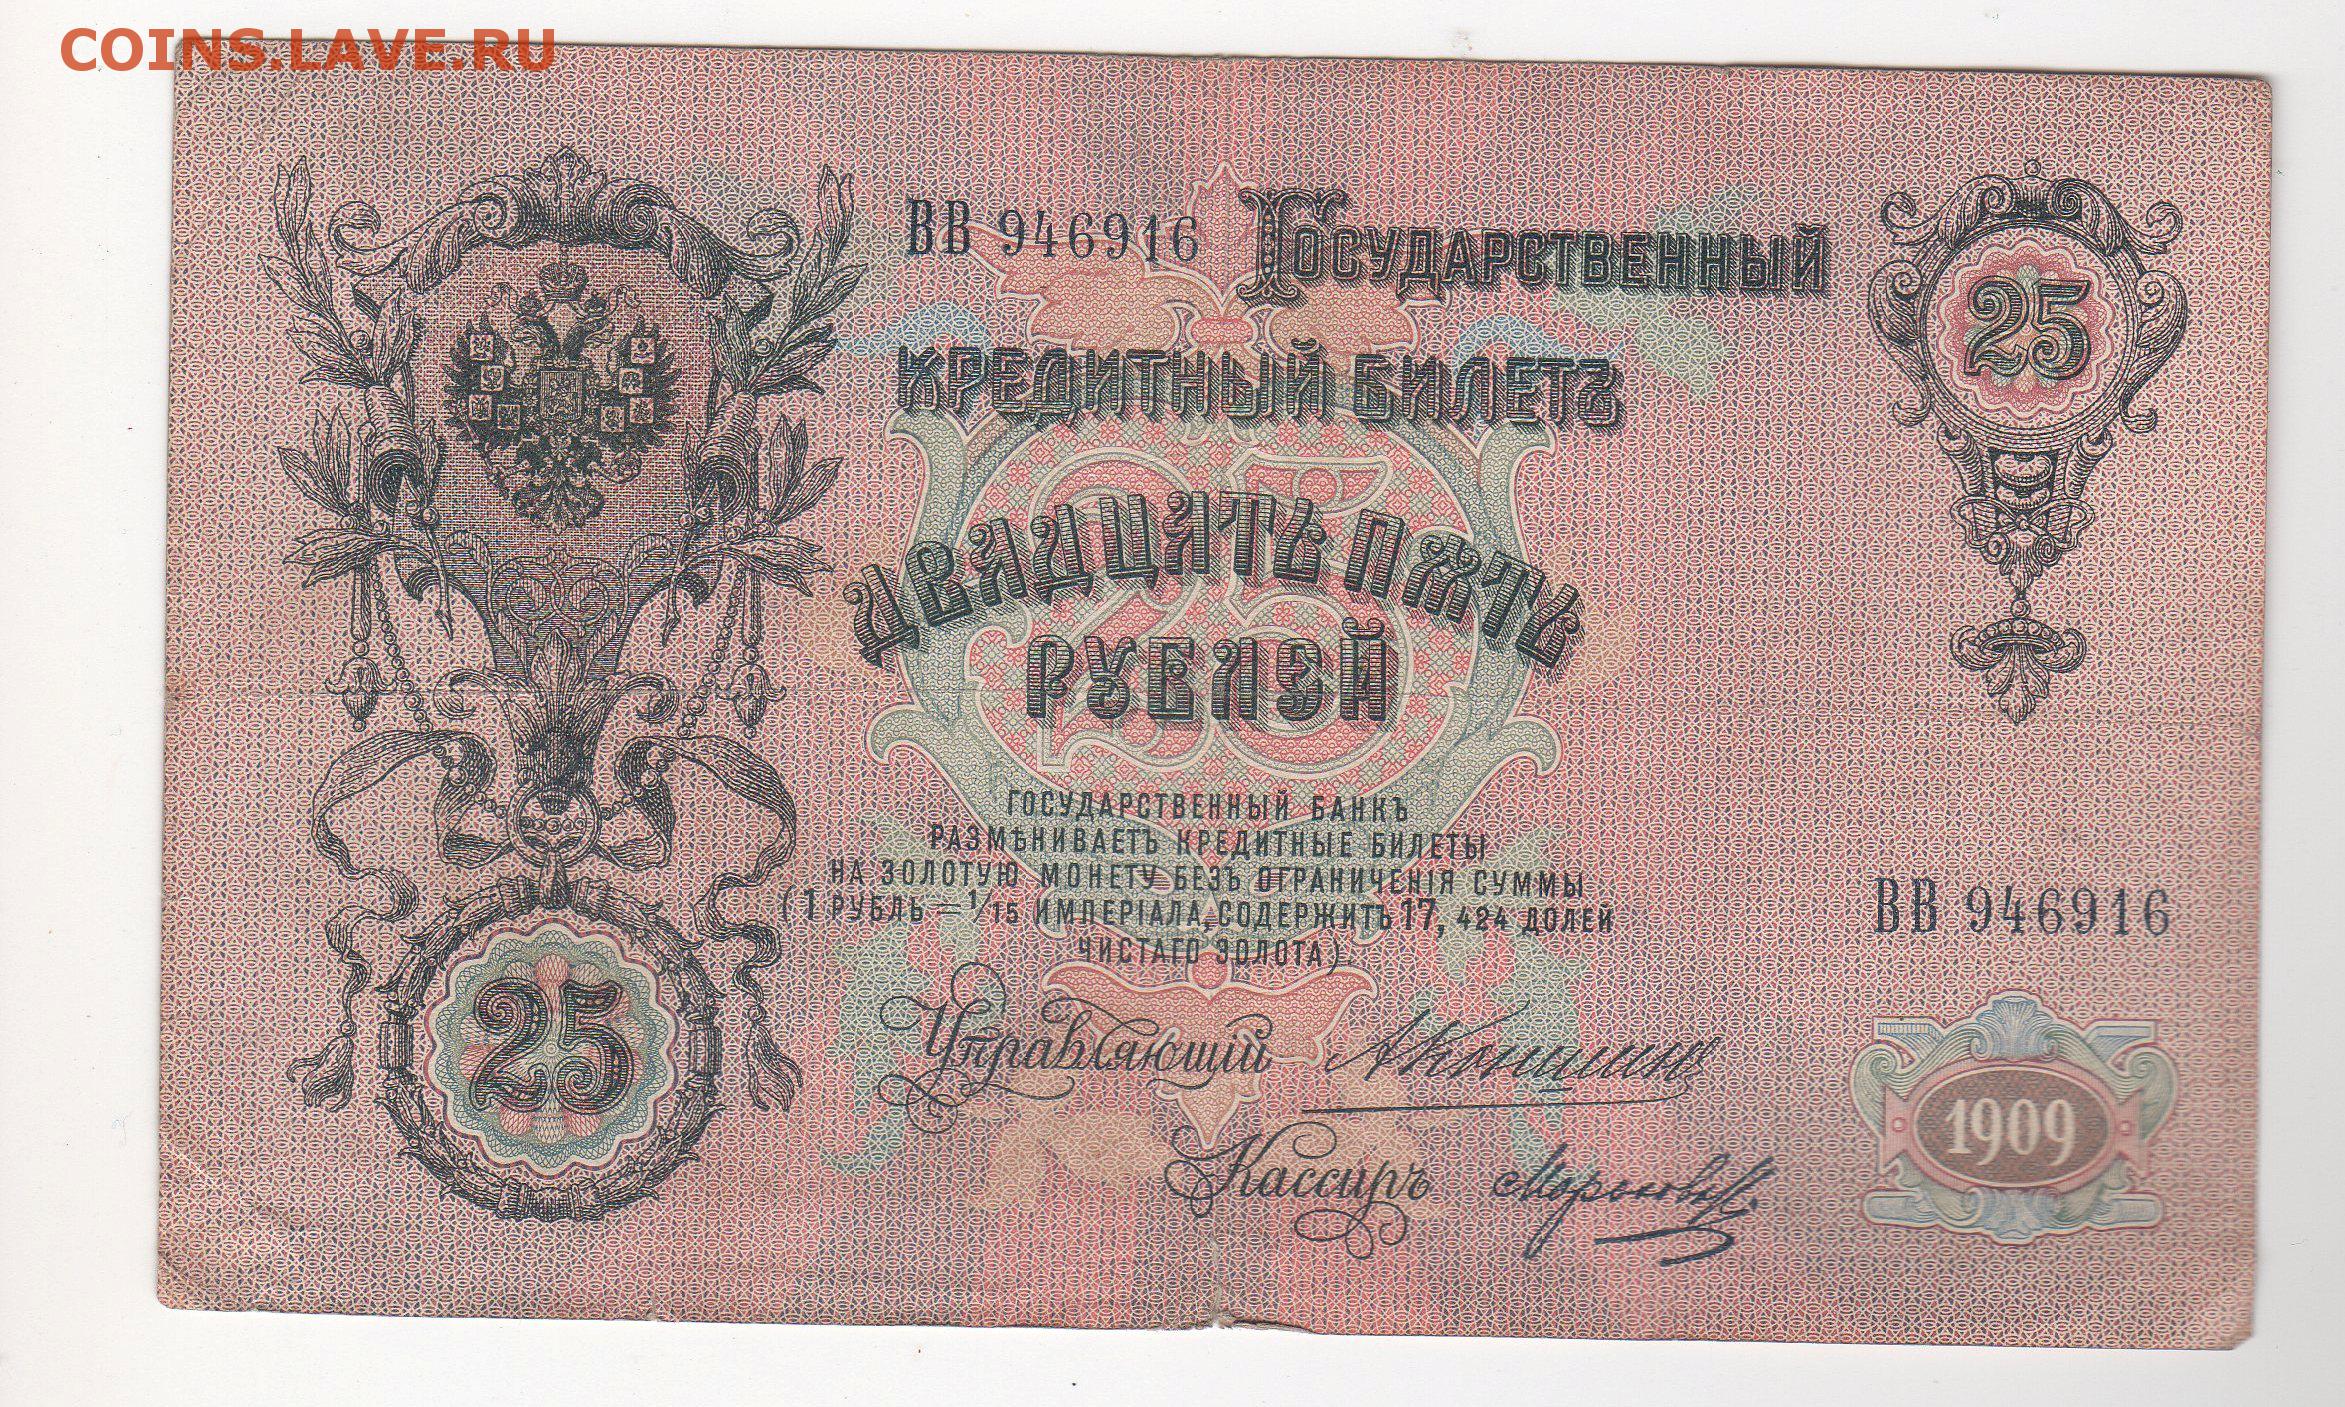 COINS.LAVE.RU
ВВ 946916 Государственный
кредитный билетъ
25
двадцать пять
рублей
Государственный банкъ
размѣниваетъ кредитные билеты
на золотую монету безъ ограниченія суммы
(1 рубль = 1/15 имперіала, содержитъ 17, 424 долей
чистаго золота).
ВВ 946916
25
Управляющій АКоншинъ
Кассиръ
1909